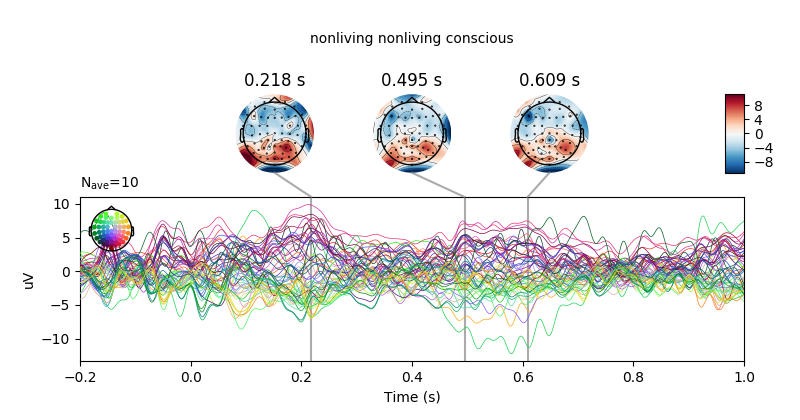 nonliving nonliving conscious
0.218 s 0.495 s 0.609 s
8
4
0
−4
−8
Nave=10
10
5
0
−5
−10
uV
−0.2 0.0 0.2 0.4 0.6 0.8 1.0
Time (s)